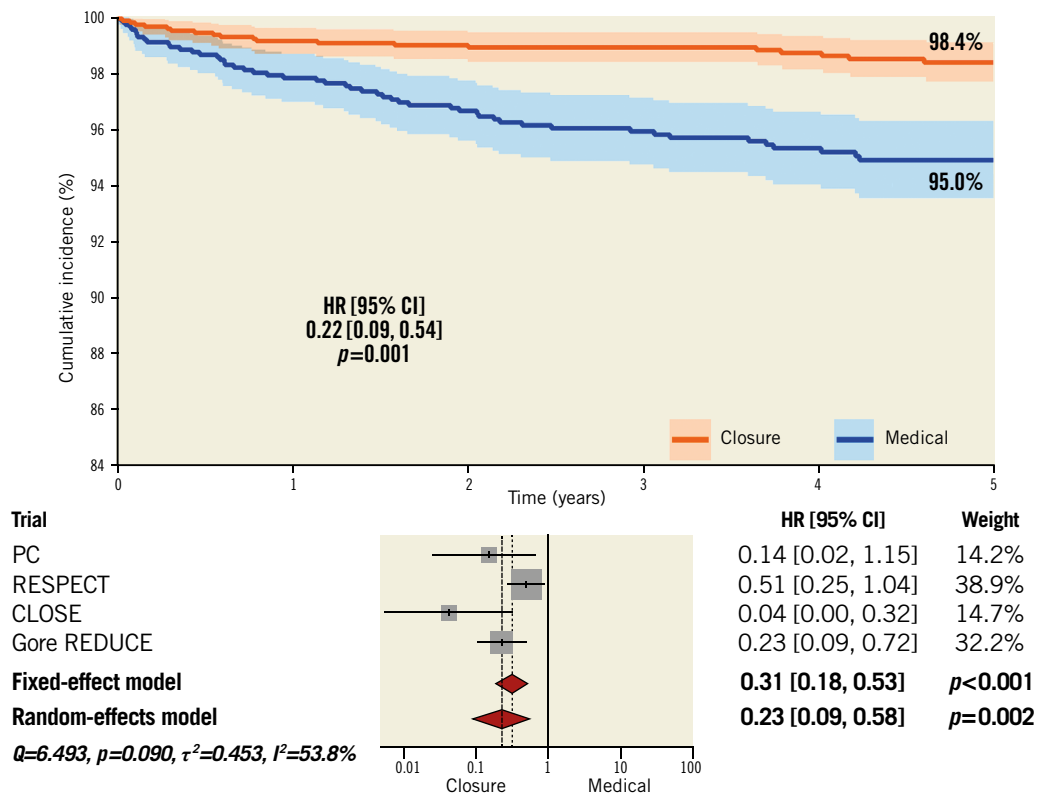 100
98
96
94
92
90
88
86
84
Cumulative incidence (%)
98.4%
95.0%
HR [95% CI]
0.22 [0.09, 0.54]
p=0.001
Closure
Medical
0 1 2 3 4 5
Time (years)
Trial HR [95% CI] Weight
PC 0.14 [0.02, 1.15] 14.2%
RESPECT 0.51 [0.25, 1.04] 38.9%
CLOSE 0.04 [0.00, 0.32] 14.7%
Gore REDUCE 0.23 [0.09, 0.72] 32.2%
Fixed-effect model 0.31 [0.18, 0.53] p<0.001
Random-effects model 0.23 [0.09, 0.58] p=0.002
Q=6.493, p=0.090, τ²=0.453, I²=53.8%
0.01 0.1 1 10 100
Closure Medical